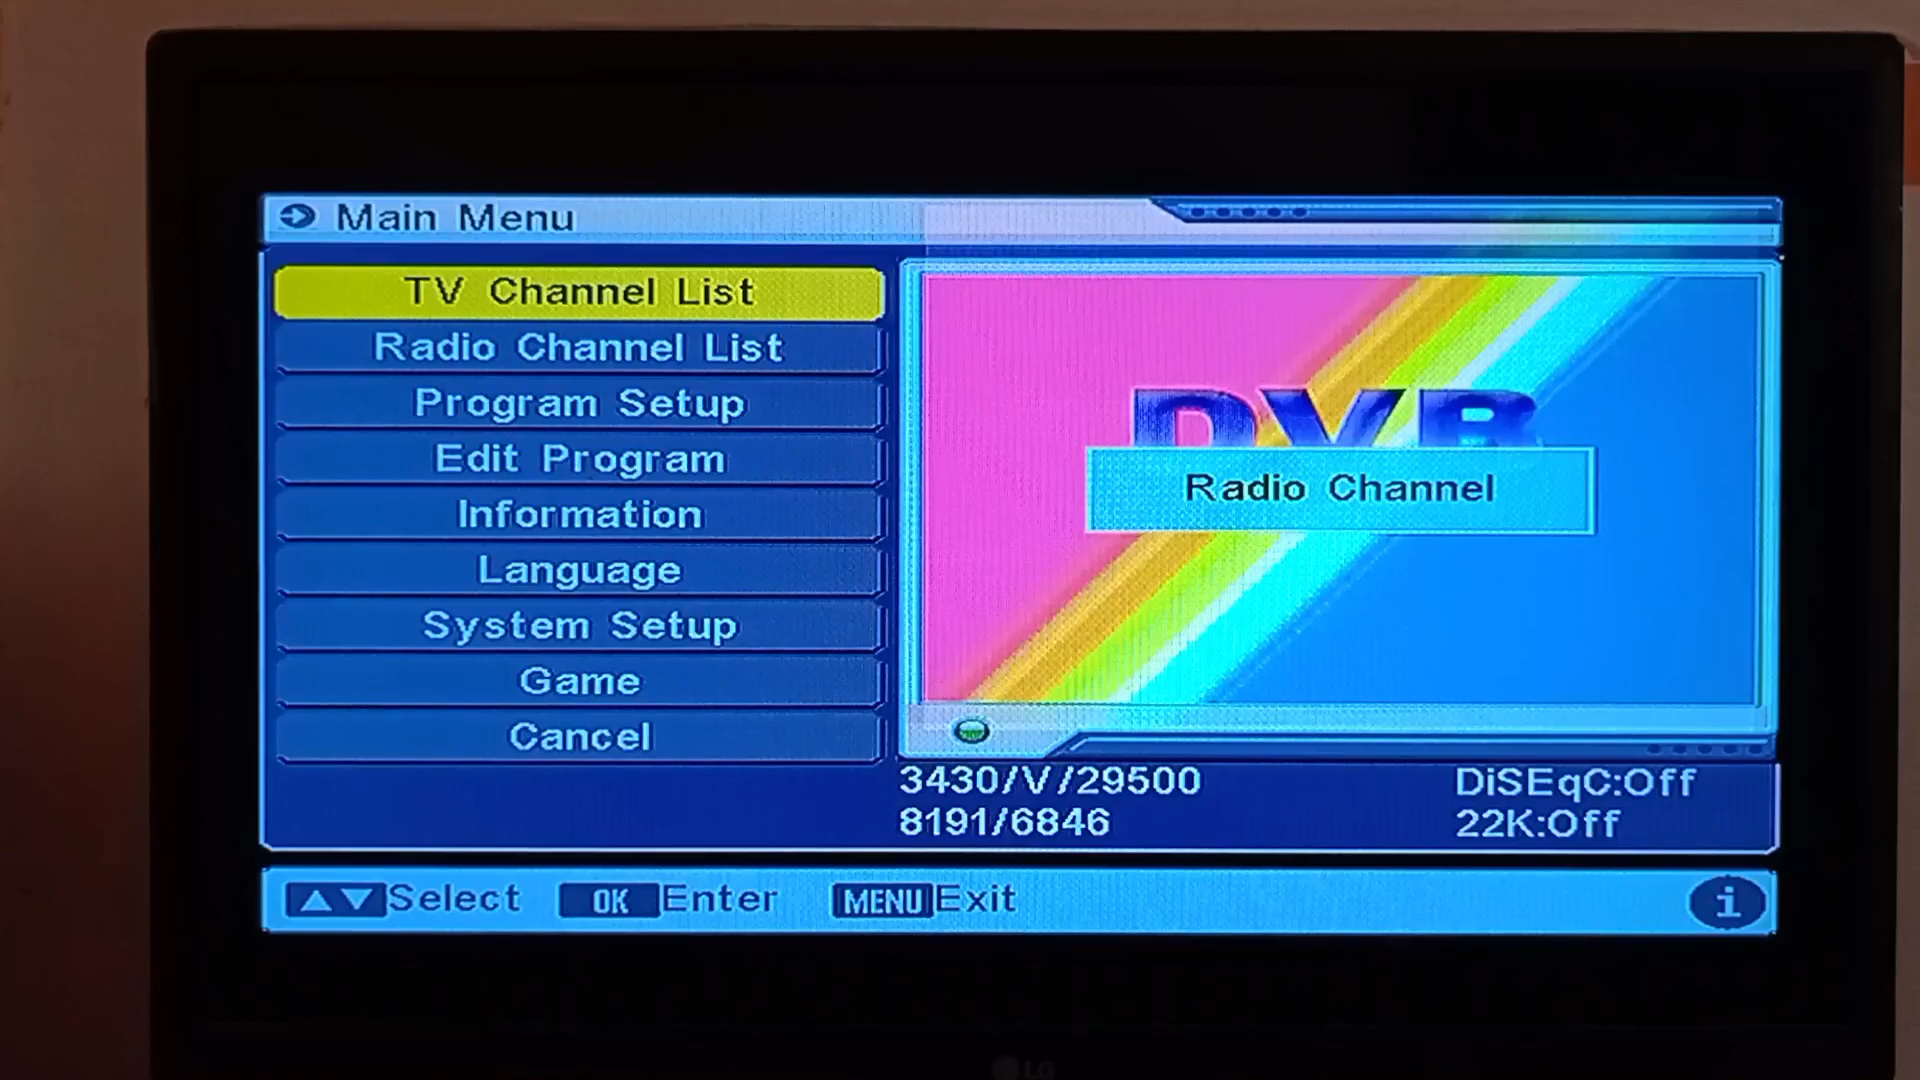 Main Menu
TV Channel List
Radio Channel List
Program Setup
Edit Program
Information
Language
System Setup
Game
Cancel
DVB
Radio Channel
3430/V/29500
DiSEqC:Off
8191/6846
22K:Off
Select OK Enter MENU Exit i
LG